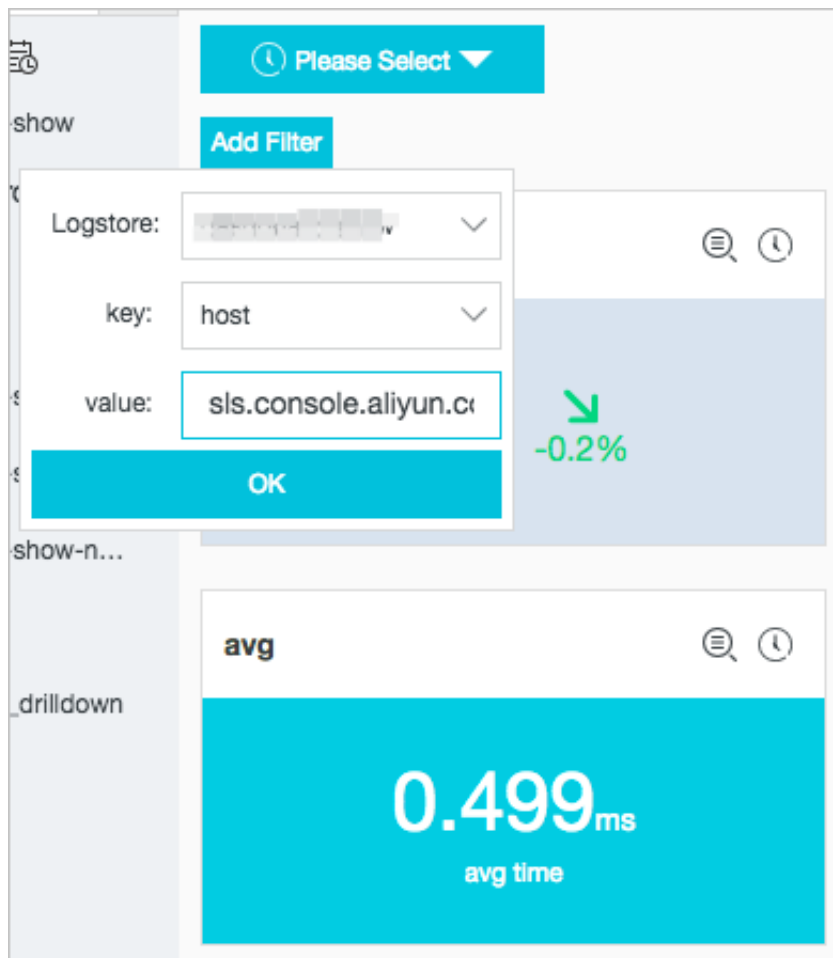 Please Select
-show
Add Filter
Logstore:
key: host
value: sls.console.aliyun.co
OK
-0.2%
-show-n...
avg
_drilldown
0.499ms
avg time